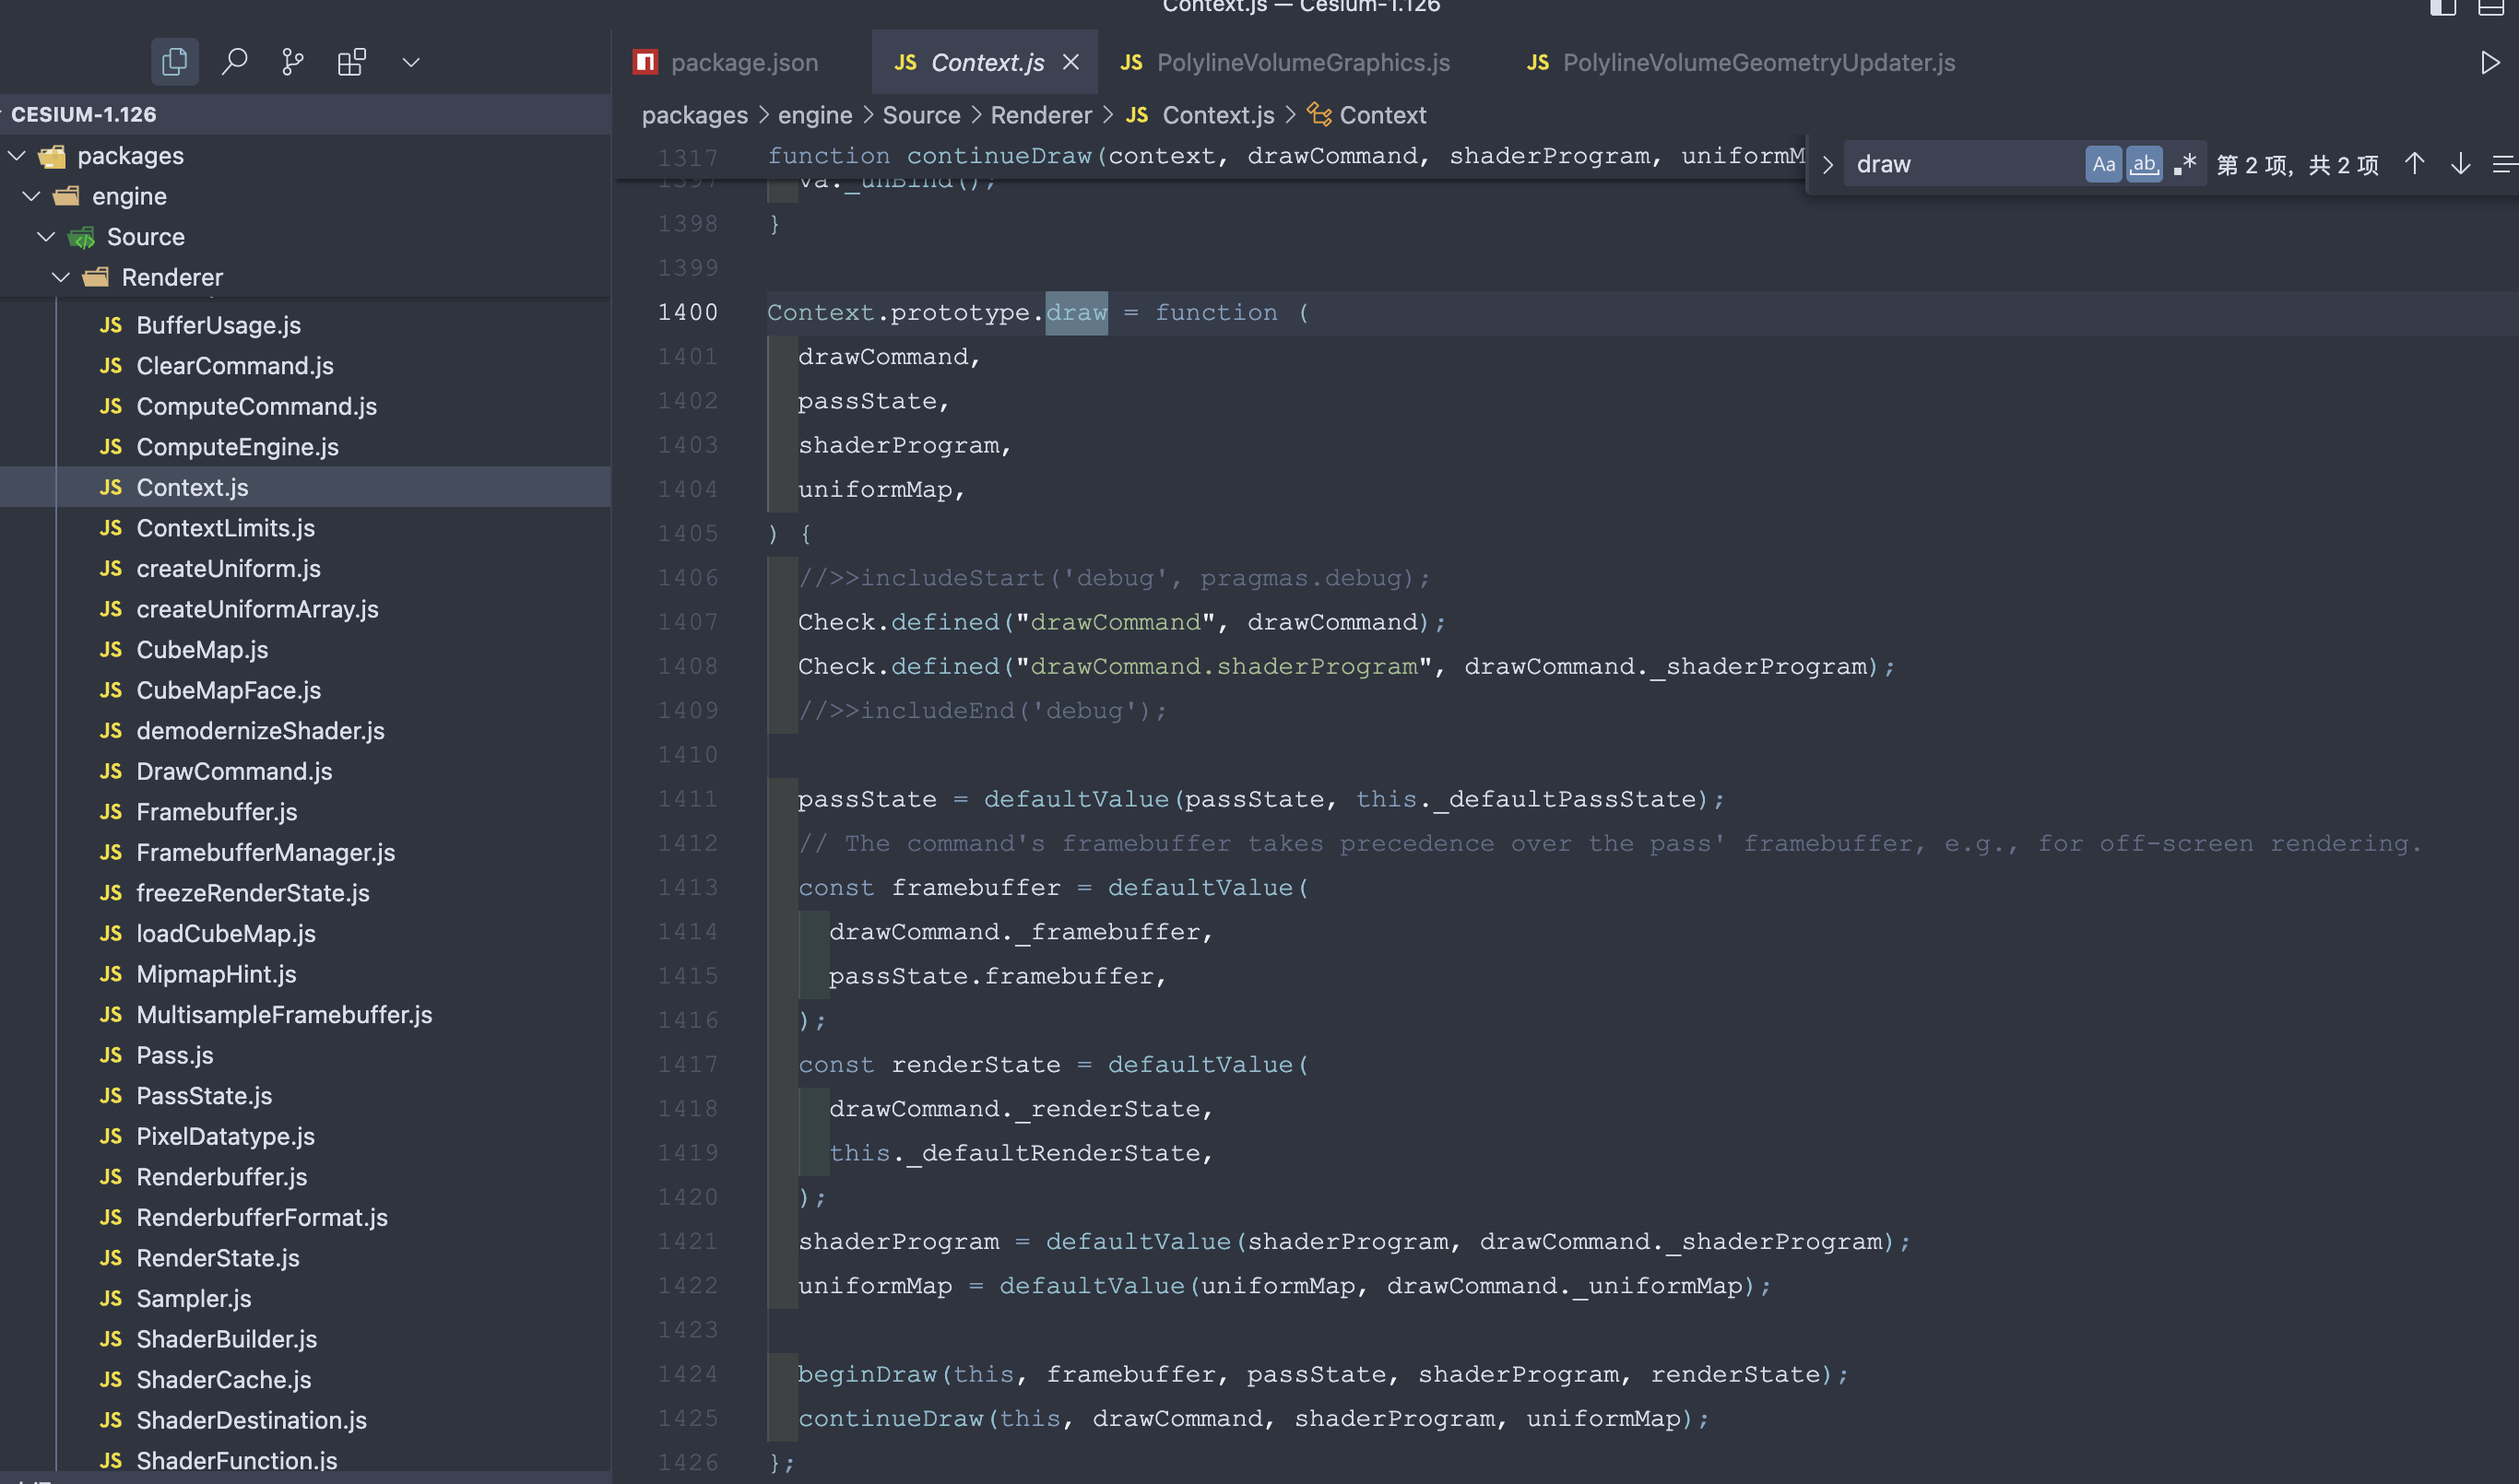 Context.js — Cesium-1.126
package.json
JS Context.js
JS PolylineVolumeGraphics.js
JS PolylineVolumeGeometryUpdater.js
CESIUM-1.126
packages
engine
Source
Renderer
JS BufferUsage.js
JS ClearCommand.js
JS ComputeCommand.js
JS ComputeEngine.js
JS Context.js
JS ContextLimits.js
JS createUniform.js
JS createUniformArray.js
JS CubeMap.js
JS CubeMapFace.js
JS demodernizeShader.js
JS DrawCommand.js
JS Framebuffer.js
JS FramebufferManager.js
JS freezeRenderState.js
JS loadCubeMap.js
JS MipmapHint.js
JS MultisampleFramebuffer.js
JS Pass.js
JS PassState.js
JS PixelDatatype.js
JS Renderbuffer.js
JS RenderbufferFormat.js
JS RenderState.js
JS Sampler.js
JS ShaderBuilder.js
JS ShaderCache.js
JS ShaderDestination.js
JS ShaderFunction.js
packages > engine > Source > Renderer > JS Context.js > Context
draw Aa ab .* 第 2 项, 共 2 项
1317 function continueDraw(context, drawCommand, shaderProgram, uniformM
1397 va._unBind();
1398 }
1399
1400 Context.prototype.draw = function (
1401 drawCommand,
1402 passState,
1403 shaderProgram,
1404 uniformMap,
1405 ) {
1406 //>>includeStart('debug', pragmas.debug);
1407 Check.defined("drawCommand", drawCommand);
1408 Check.defined("drawCommand.shaderProgram", drawCommand._shaderProgram);
1409 //>>includeEnd('debug');
1410
1411 passState = defaultValue(passState, this._defaultPassState);
1412 // The command's framebuffer takes precedence over the pass' framebuffer, e.g., for off-screen rendering.
1413 const framebuffer = defaultValue(
1414 drawCommand._framebuffer,
1415 passState.framebuffer,
1416 );
1417 const renderState = defaultValue(
1418 drawCommand._renderState,
1419 this._defaultRenderState,
1420 );
1421 shaderProgram = defaultValue(shaderProgram, drawCommand._shaderProgram);
1422 uniformMap = defaultValue(uniformMap, drawCommand._uniformMap);
1423
1424 beginDraw(this, framebuffer, passState, shaderProgram, renderState);
1425 continueDraw(this, drawCommand, shaderProgram, uniformMap);
1426 };